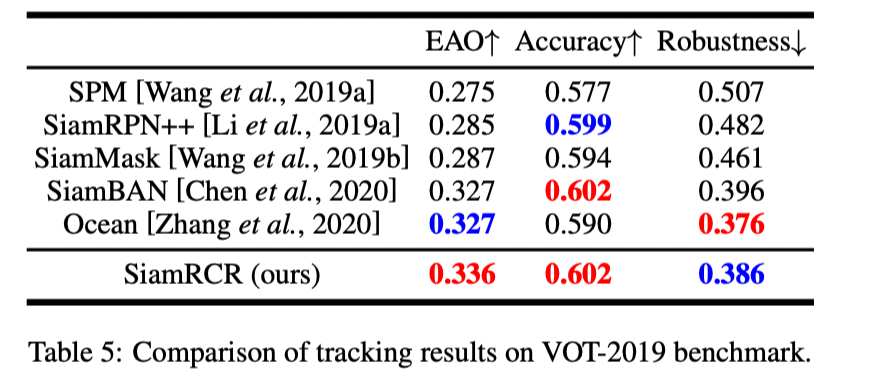 EAO↑ Accuracy↑ Robustness↓
SPM [Wang et al., 2019a] 0.275 0.577 0.507
SiamRPN++ [Li et al., 2019a] 0.285 0.599 0.482
SiamMask [Wang et al., 2019b] 0.287 0.594 0.461
SiamBAN [Chen et al., 2020] 0.327 0.602 0.396
Ocean [Zhang et al., 2020] 0.327 0.590 0.376
SiamRCR (ours) 0.336 0.602 0.386
Table 5: Comparison of tracking results on VOT-2019 benchmark.